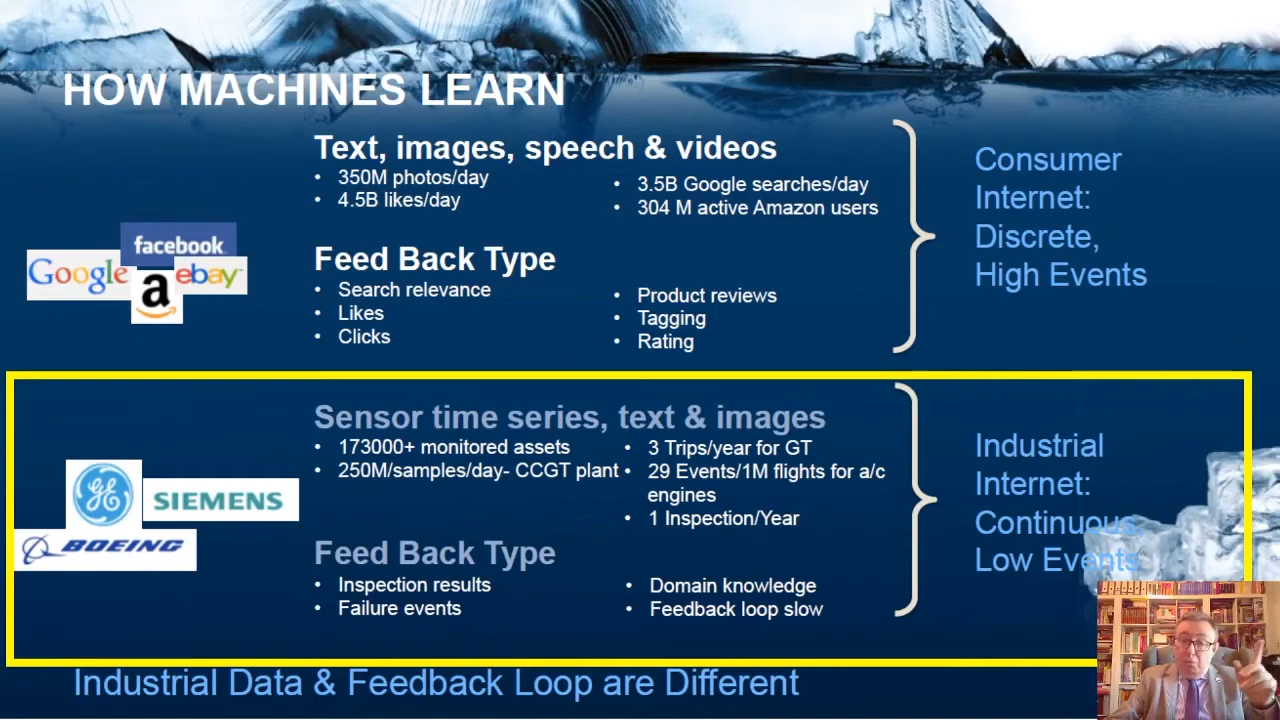 HOW MACHINES LEARN
Text, images, speech & videos
• 350M photos/day
• 4.5B likes/day
• 3.5B Google searches/day
• 304 M active Amazon users
Consumer
Internet:
Discrete,
High Events
facebook
Google
ebay
a
Feed Back Type
• Search relevance
• Likes
• Clicks
• Product reviews
• Tagging
• Rating
Sensor time series, text & images
• 173000+ monitored assets
• 250M/samples/day- CCGT plant
• 3 Trips/year for GT
• 29 Events/1M flights for a/c
engines
• 1 Inspection/Year
Industrial
Internet:
Continuous,
Low Events
GE
SIEMENS
BOEING
Feed Back Type
• Inspection results
• Failure events
• Domain knowledge
• Feedback loop slow
Industrial Data & Feedback Loop are Different